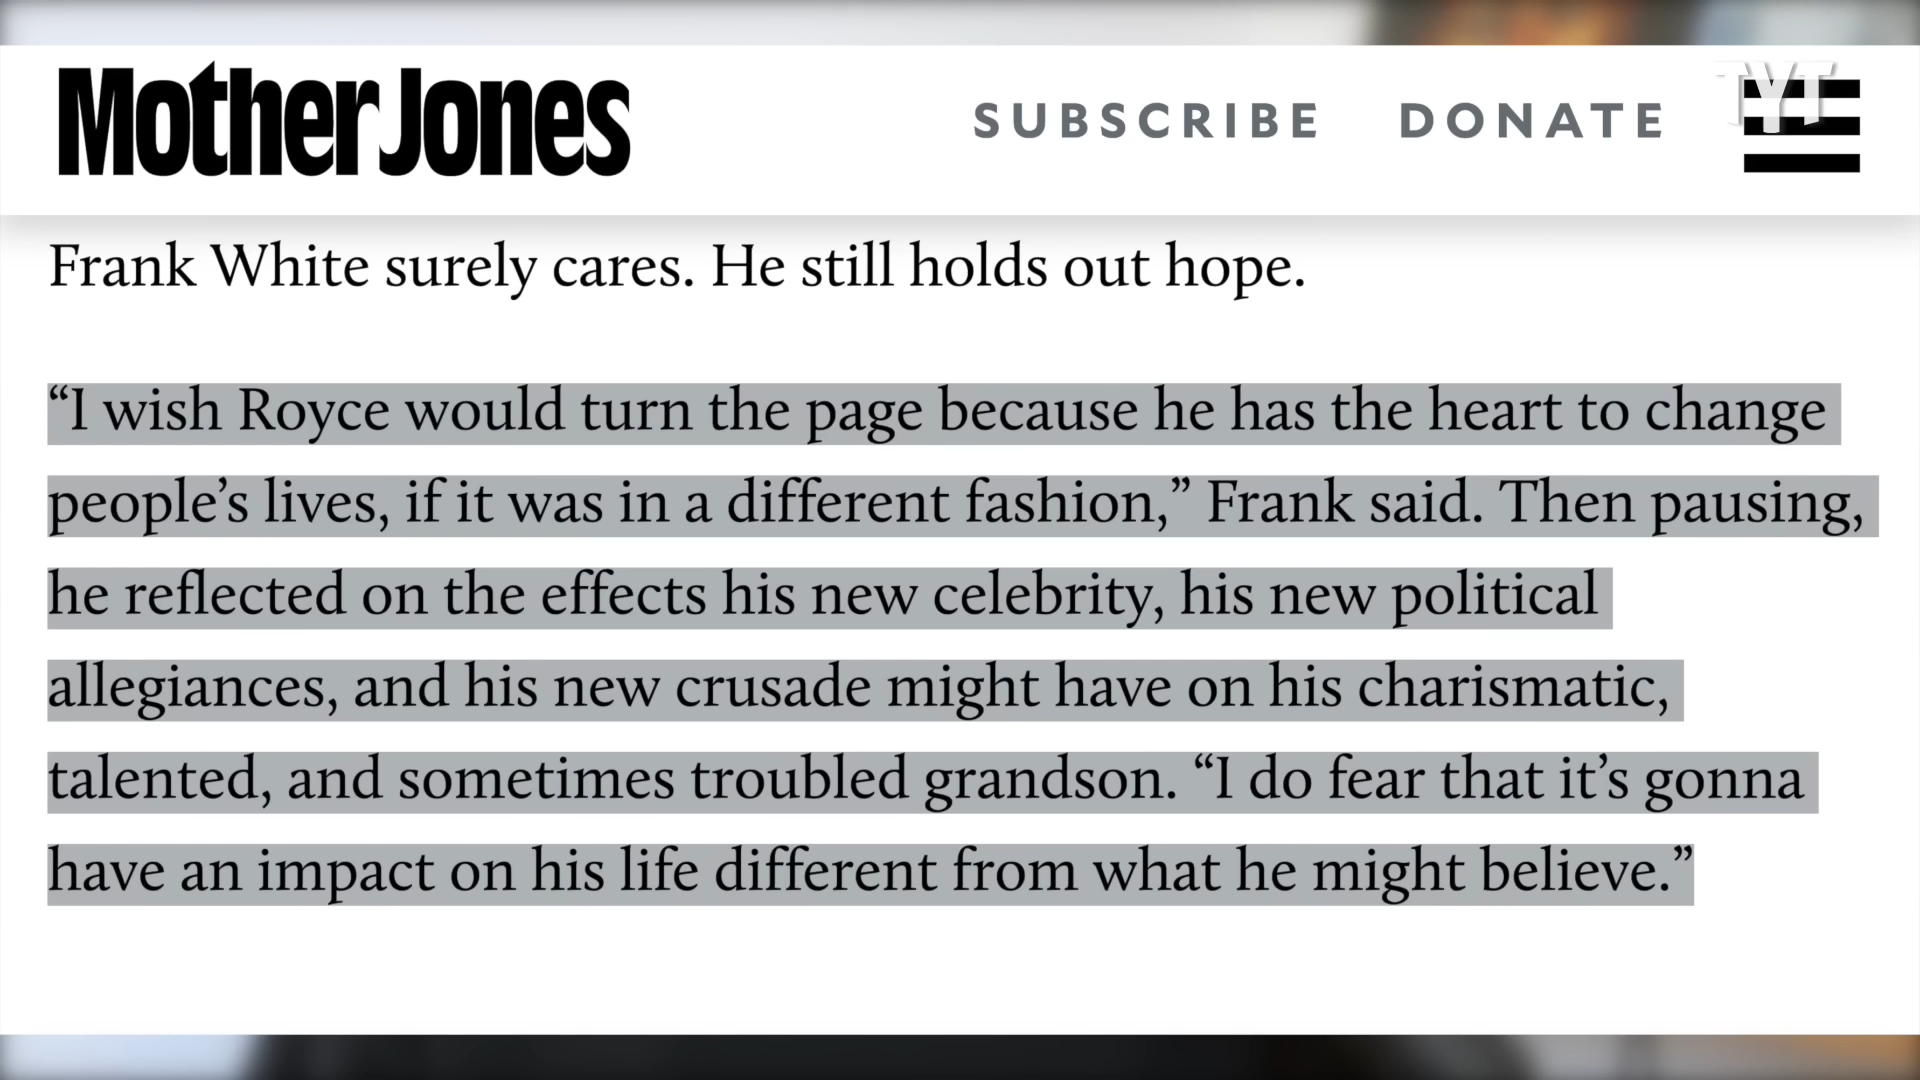 Mother Jones
SUBSCRIBE DONATE
TYT
Frank White surely cares. He still holds out hope.
“I wish Royce would turn the page because he has the heart to change
people’s lives, if it was in a different fashion,” Frank said. Then pausing,
he reflected on the effects his new celebrity, his new political
allegiances, and his new crusade might have on his charismatic,
talented, and sometimes troubled grandson. “I do fear that it’s gonna
have an impact on his life different from what he might believe.”